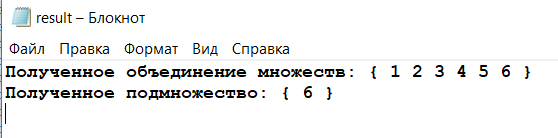 result – Блокнот
Файл Правка Формат Вид Справка
Полученное объединение множеств: { 1 2 3 4 5 6 }
Полученное подмножество: { 6 }